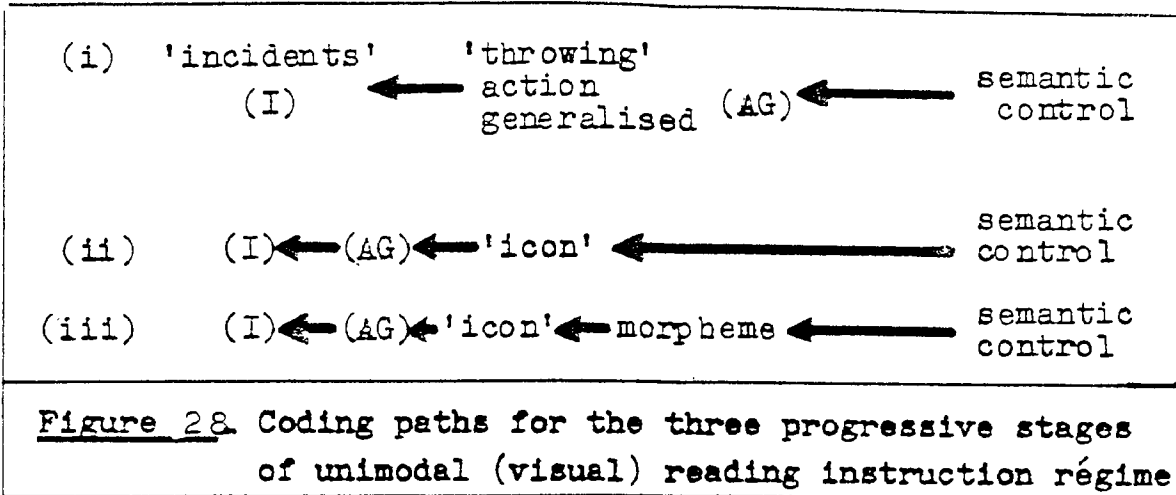 (i) 'incidents' 'throwing' semantic
(I) action (AG) control
generalised
(ii) (I) (AG) 'icon' semantic
control
(iii) (I) (AG) 'icon' morpheme semantic
control
Figure 28. Coding paths for the three progressive stages
of unimodal (visual) reading instruction régime